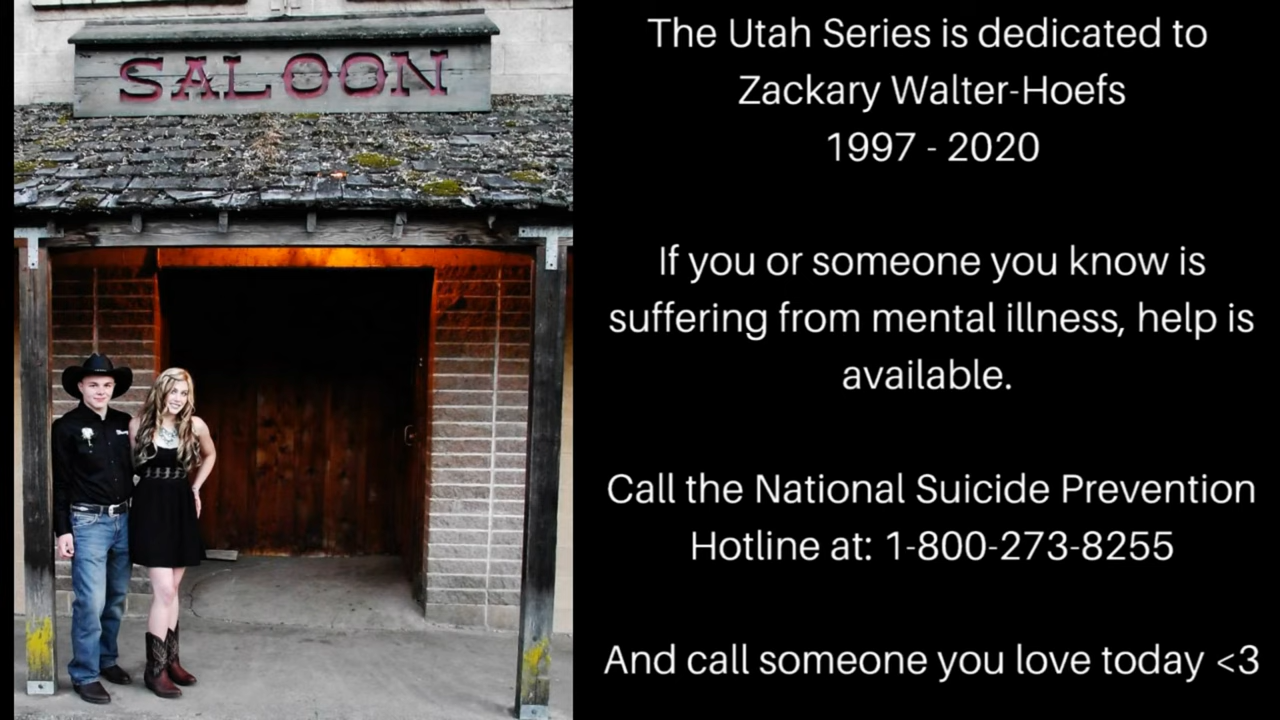 SALOON
The Utah Series is dedicated to
Zackary Walter-Hoefs
1997 - 2020
If you or someone you know is
suffering from mental illness, help is
available.
Call the National Suicide Prevention
Hotline at: 1-800-273-8255
And call someone you love today <3